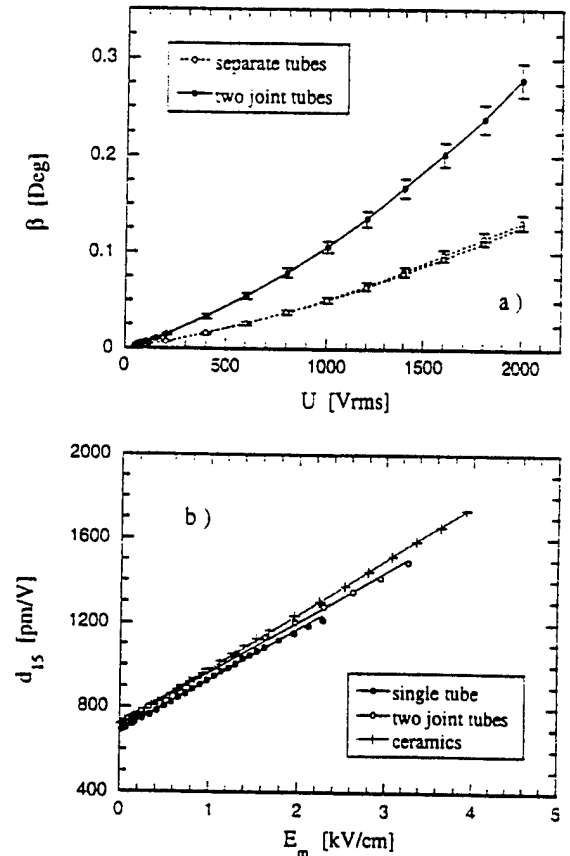 0.3
separate tubes
two joint tubes
0.2
β [Deg]
0.1
a )
0
0 500 1000 1500 2000
U [Vrms]
2000
b )
1600
d15 [pm/V]
1200
single tube
800
two joint tubes
ceramics
400
0 1 2 3 4 5
Em [kV/cm]